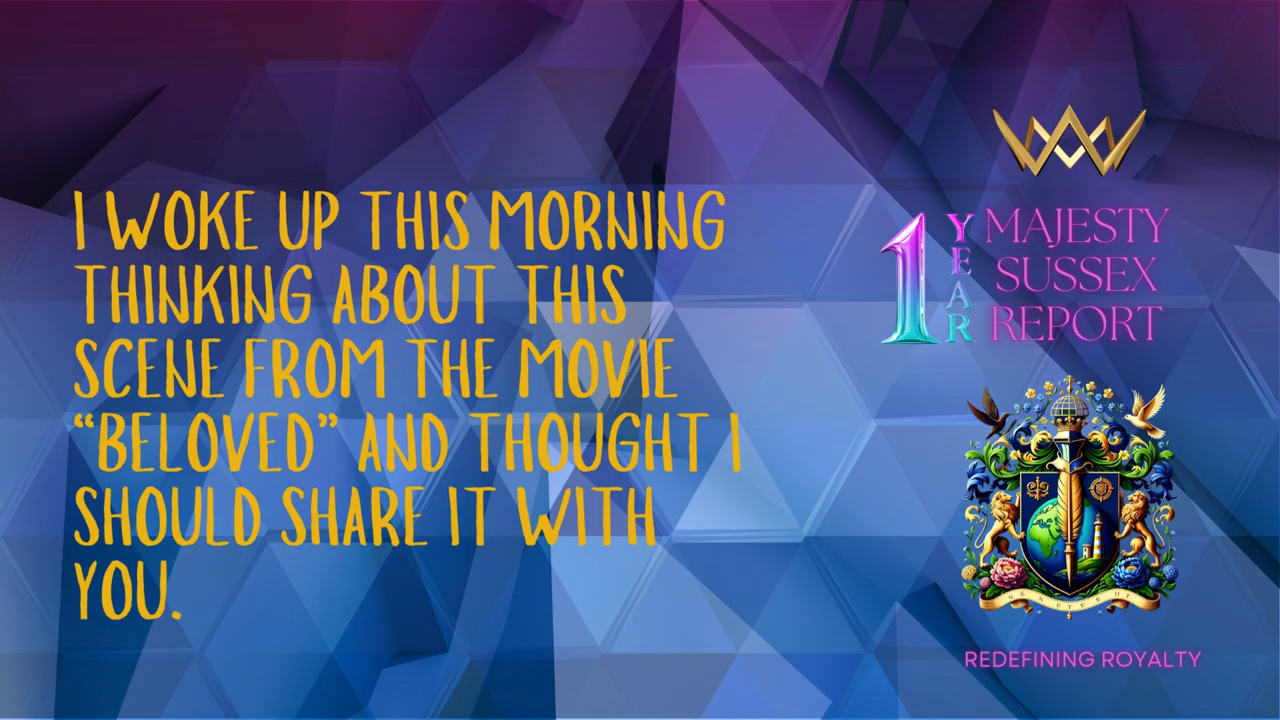 I WOKE UP THIS MORNING
THINKING ABOUT THIS
SCENE FROM THE MOVIE
“BELOVED” AND THOUGHT I
SHOULD SHARE IT WITH
YOU.
1 YEAR
MAJESTY
SUSSEX
REPORT
REDEFINING ROYALTY